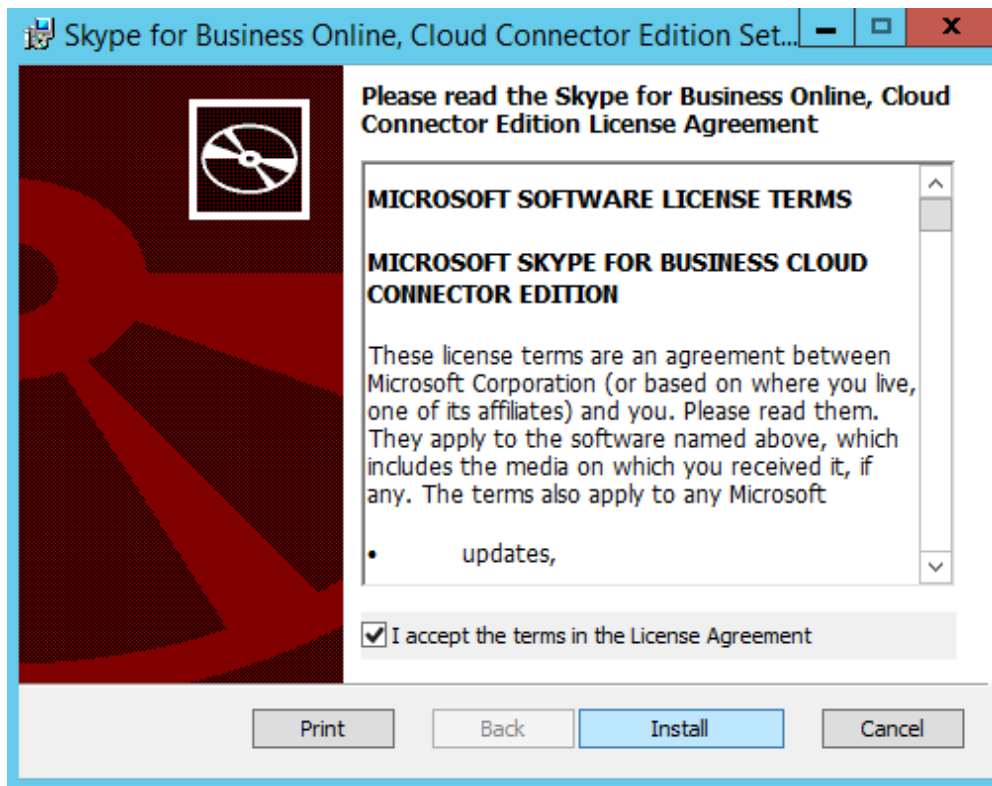 Skype for Business Online, Cloud Connector Edition Set...
Please read the Skype for Business Online, Cloud
Connector Edition License Agreement
MICROSOFT SOFTWARE LICENSE TERMS
MICROSOFT SKYPE FOR BUSINESS CLOUD
CONNECTOR EDITION
These license terms are an agreement between
Microsoft Corporation (or based on where you live,
one of its affiliates) and you. Please read them.
They apply to the software named above, which
includes the media on which you received it, if
any. The terms also apply to any Microsoft
• updates,
I accept the terms in the License Agreement
Print Back Install Cancel